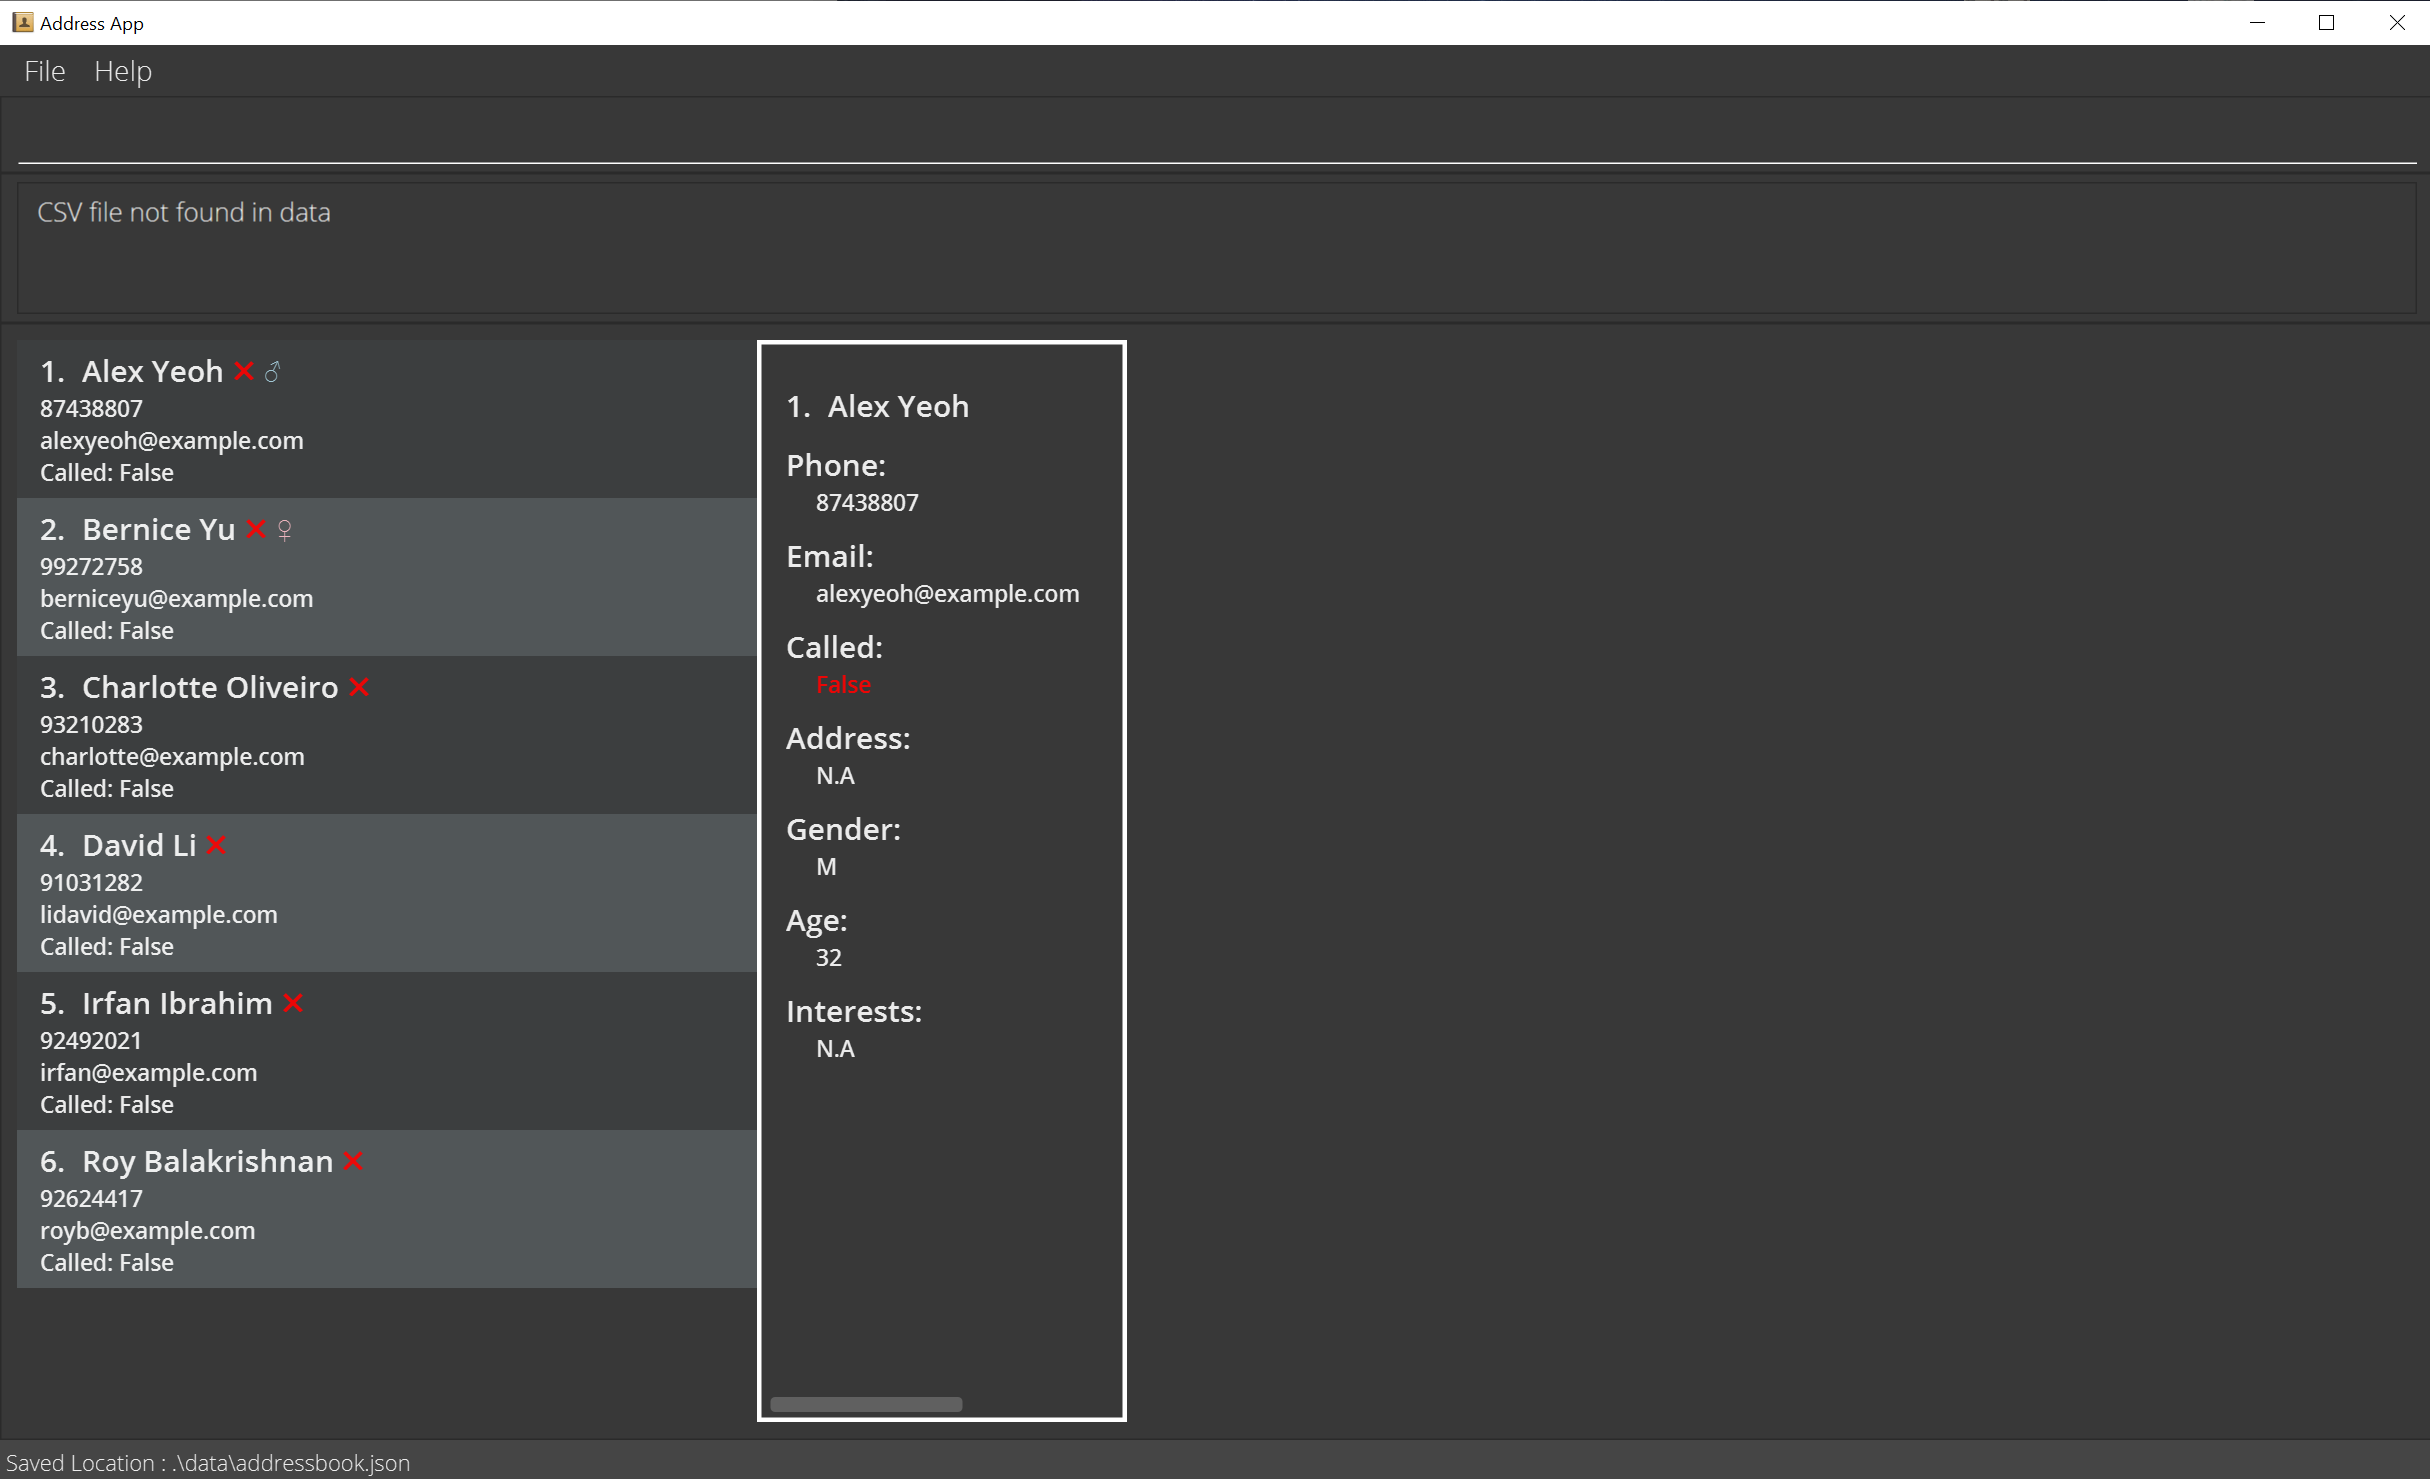 Address App
File Help
CSV file not found in data
1. Alex Yeoh ❌ ♂
87438807
alexyeoh@example.com
Called: False
2. Bernice Yu ❌ ♀
99272758
berniceyu@example.com
Called: False
3. Charlotte Oliveiro ❌
93210283
charlotte@example.com
Called: False
4. David Li ❌
91031282
lidavid@example.com
Called: False
5. Irfan Ibrahim ❌
92492021
irfan@example.com
Called: False
6. Roy Balakrishnan ❌
92624417
royb@example.com
Called: False
1. Alex Yeoh
Phone:
87438807
Email:
alexyeoh@example.com
Called:
False
Address:
N.A
Gender:
M
Age:
32
Interests:
N.A
Saved Location : .\data\addressbook.json